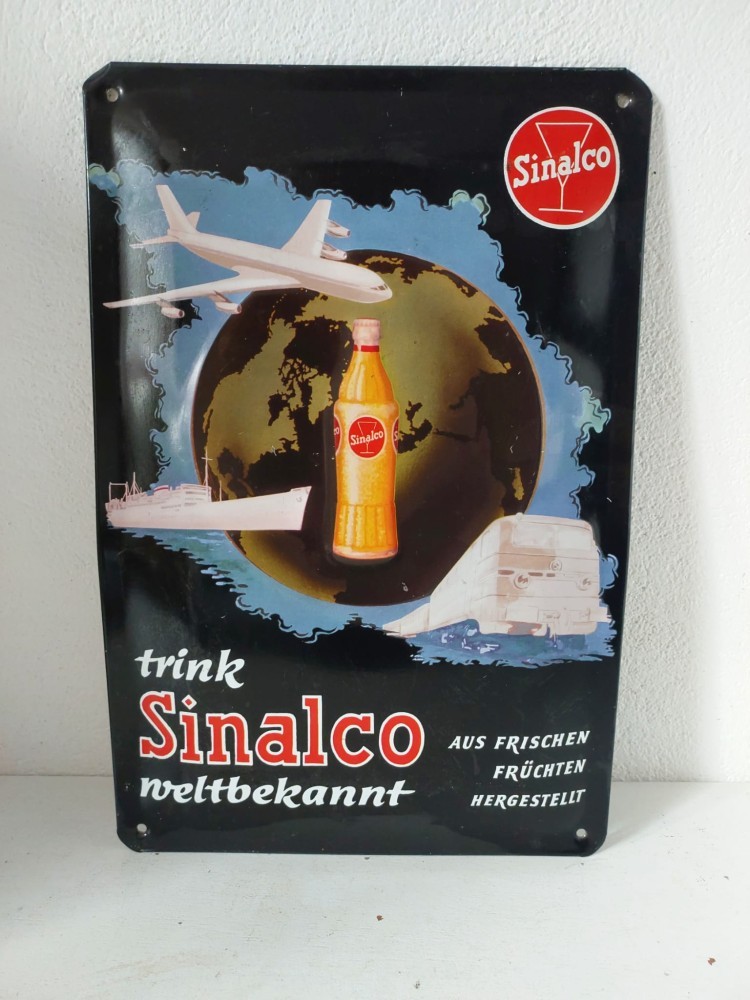 Sinalco
Sinalco
trink
Sinalco
weltbekannt
AUS FRISCHEN
FRÜCHTEN
HERGESTELLT